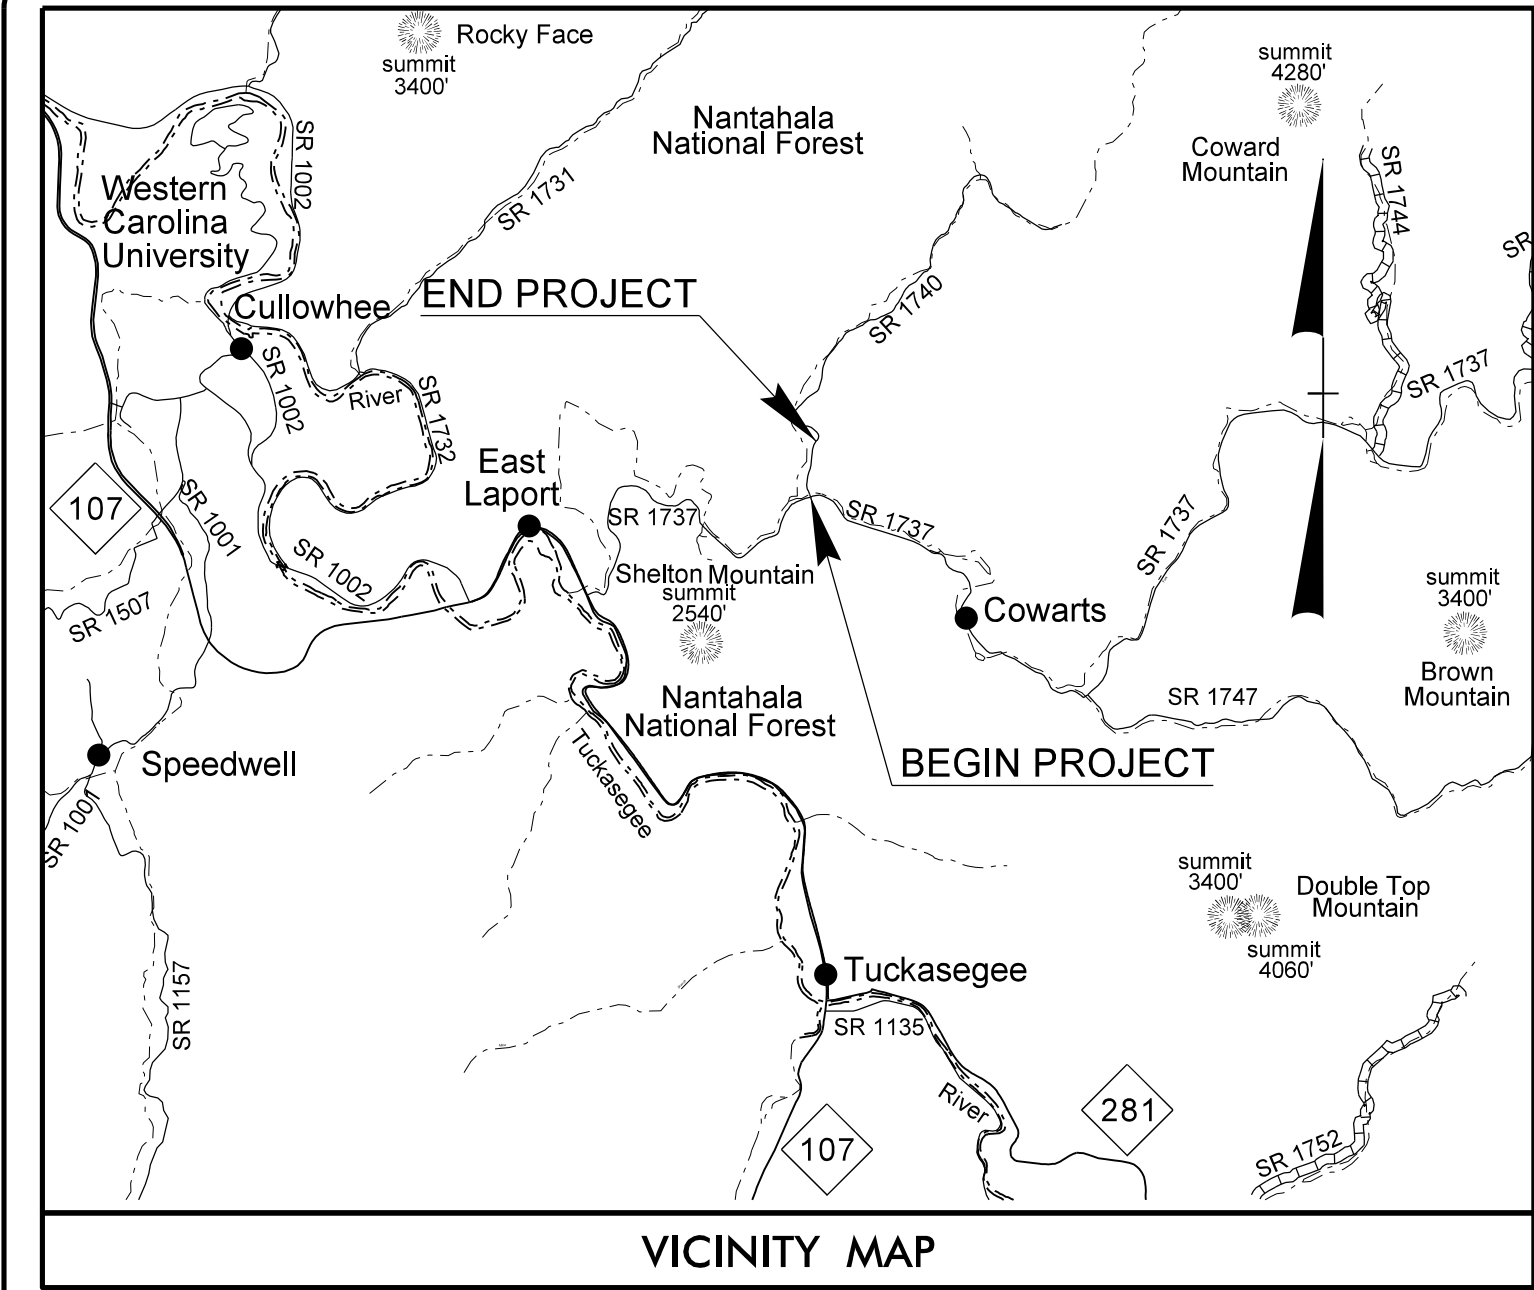 Rocky Face
summit
3400'
summit
4280'
Nantahala
National Forest
Coward
Mountain
SR 1002
SR 1731
SR 1744
SR
Western
Carolina
University
END PROJECT
Cullowhee
SR 1740
SR 1002
River
SR 1732
SR 1737
East
Laport
107
SR 1001
SR 1737
SR 1737
SR 1737
SR 1002
Shelton Mountain
summit
2540'
Cowarts
summit
3400'
SR 1507
Brown
Mountain
Nantahala
National Forest
SR 1747
Speedwell
Tuckasegee
BEGIN PROJECT
SR 1001
summit
3400'
Double Top
Mountain
summit
4060'
Tuckasegee
SR 1157
SR 1135
River
281
107
SR 1752
VICINITY MAP